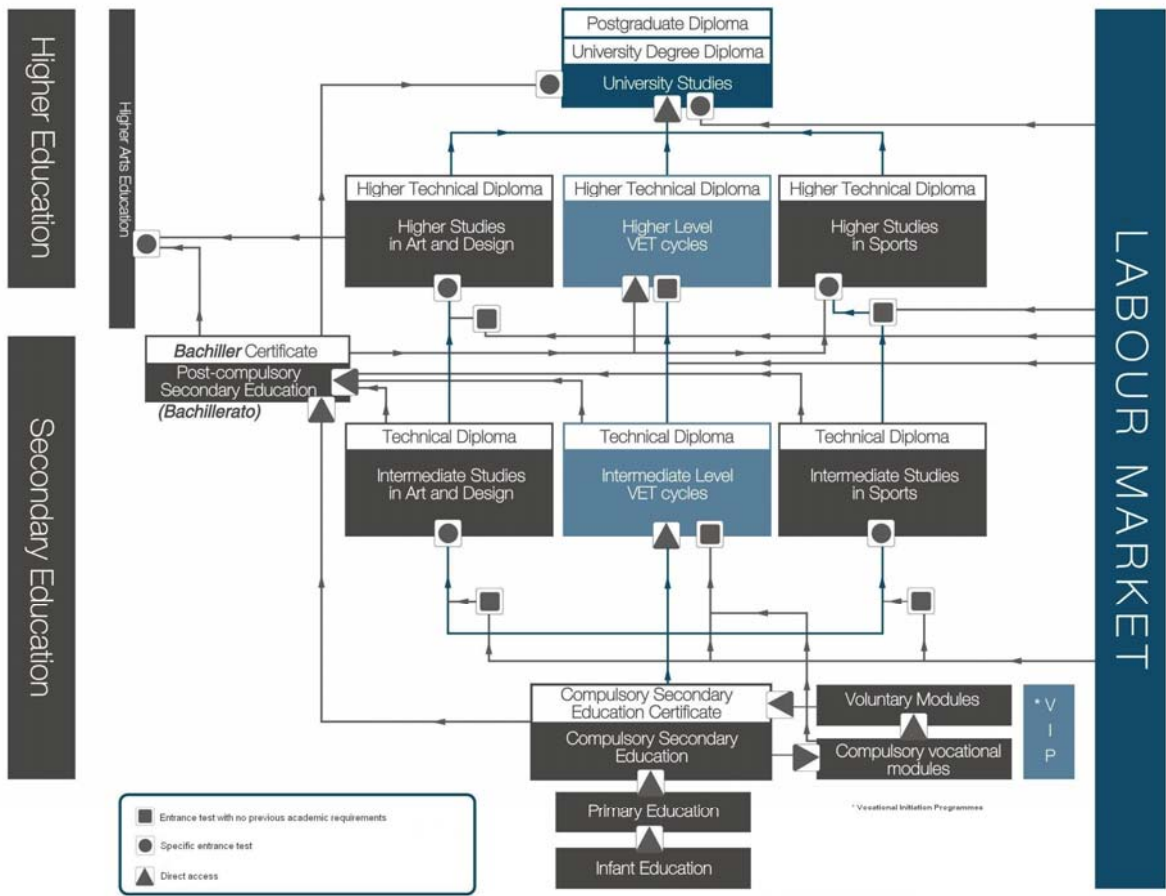 Higher Education
Higher Arts Education
Postgraduate Diploma
University Degree Diploma
University Studies
Higher Technical Diploma
Higher Studies
in Art and Design
Higher Technical Diploma
Higher Level
VET cycles
Higher Technical Diploma
Higher Studies
in Sports
LABOUR MARKET
Secondary Education
Bachiller Certificate
Post-compulsory
Secondary Education
(Bachillerato)
Technical Diploma
Intermediate Studies
in Art and Design
Technical Diploma
Intermediate Level
VET cycles
Technical Diploma
Intermediate Studies
in Sports
Compulsory Secondary
Education Certificate
Compulsory Secondary
Education
Voluntary Modules
Compulsory vocational
modules
* V
I
P
Primary Education
Infant Education
* Vocational Initiation Programmes
Entrance test with no previous academic requirements
Specific entrance test
Direct access